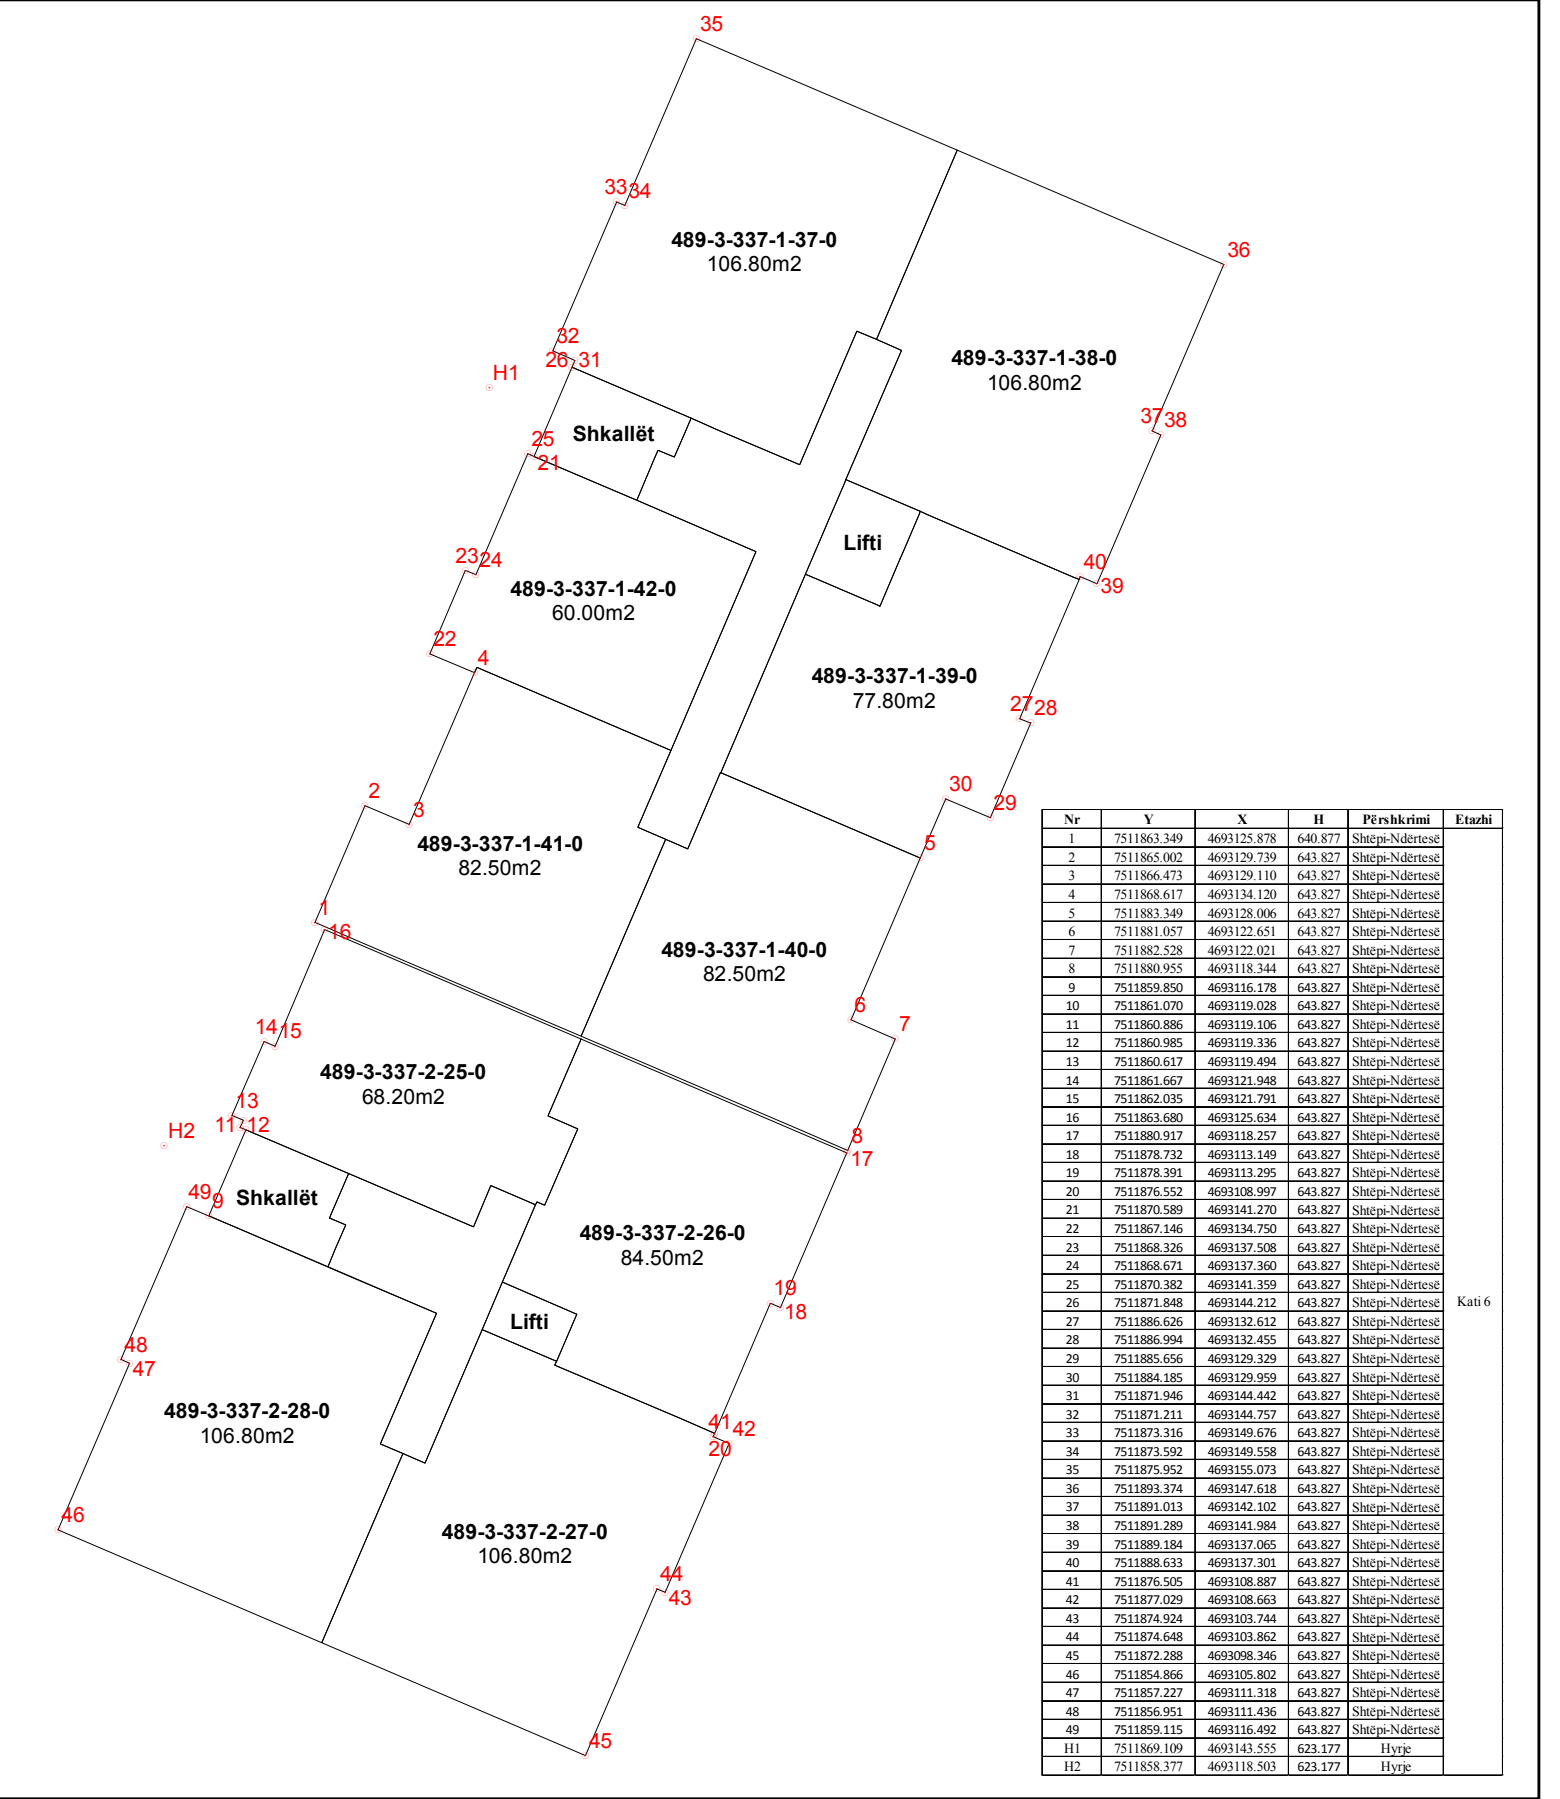 35
36
33
34
489-3-337-1-37-0
106.80m2
32
26
31
H1
489-3-337-1-38-0
106.80m2
37
38
25
21
Shkallët
Lifti
40
39
23
24
489-3-337-1-42-0
60.00m2
22
4
489-3-337-1-39-0
77.80m2
27
28
30
29
2
3
5
489-3-337-1-41-0
82.50m2
1
16
489-3-337-1-40-0
82.50m2
6
7
14
15
489-3-337-2-25-0
68.20m2
13
11
12
H2
8
17
49
9
Shkallët
489-3-337-2-26-0
84.50m2
19
18
Lifti
48
47
489-3-337-2-28-0
106.80m2
41
42
20
46
489-3-337-2-27-0
106.80m2
44
43
45
Nr Y X H Përshkrimi Etazhi
1 7511863.349 4693125.878 640.877 Shtëpi-Ndërtesë
2 7511865.002 4693129.739 643.827 Shtëpi-Ndërtesë
3 7511866.473 4693129.110 643.827 Shtëpi-Ndërtesë
4 7511868.617 4693134.120 643.827 Shtëpi-Ndërtesë
5 7511883.349 4693128.006 643.827 Shtëpi-Ndërtesë
6 7511881.057 4693122.651 643.827 Shtëpi-Ndërtesë
7 7511882.528 4693122.021 643.827 Shtëpi-Ndërtesë
8 7511880.955 4693118.344 643.827 Shtëpi-Ndërtesë
9 7511859.850 4693116.178 643.827 Shtëpi-Ndërtesë
10 7511861.070 4693119.028 643.827 Shtëpi-Ndërtesë
11 7511860.886 4693119.106 643.827 Shtëpi-Ndërtesë
12 7511860.985 4693119.336 643.827 Shtëpi-Ndërtesë
13 7511860.617 4693119.494 643.827 Shtëpi-Ndërtesë
14 7511861.667 4693121.948 643.827 Shtëpi-Ndërtesë
15 7511862.035 4693121.791 643.827 Shtëpi-Ndërtesë
16 7511863.680 4693125.634 643.827 Shtëpi-Ndërtesë
17 7511880.917 4693118.257 643.827 Shtëpi-Ndërtesë
18 7511878.732 4693113.149 643.827 Shtëpi-Ndërtesë
19 7511878.391 4693113.295 643.827 Shtëpi-Ndërtesë
20 7511876.552 4693108.997 643.827 Shtëpi-Ndërtesë
21 7511870.589 4693141.270 643.827 Shtëpi-Ndërtesë
22 7511867.146 4693134.750 643.827 Shtëpi-Ndërtesë
23 7511868.326 4693137.508 643.827 Shtëpi-Ndërtesë
24 7511868.671 4693137.360 643.827 Shtëpi-Ndërtesë
25 7511870.382 4693141.359 643.827 Shtëpi-Ndërtesë
26 7511871.848 4693144.212 643.827 Shtëpi-Ndërtesë Kati 6
27 7511886.626 4693132.612 643.827 Shtëpi-Ndërtesë
28 7511886.994 4693132.455 643.827 Shtëpi-Ndërtesë
29 7511885.656 4693129.329 643.827 Shtëpi-Ndërtesë
30 7511884.185 4693129.959 643.827 Shtëpi-Ndërtesë
31 7511871.946 4693144.442 643.827 Shtëpi-Ndërtesë
32 7511871.211 4693144.757 643.827 Shtëpi-Ndërtesë
33 7511873.316 4693149.676 643.827 Shtëpi-Ndërtesë
34 7511873.592 4693149.558 643.827 Shtëpi-Ndërtesë
35 7511875.952 4693155.073 643.827 Shtëpi-Ndërtesë
36 7511893.374 4693147.618 643.827 Shtëpi-Ndërtesë
37 7511891.013 4693142.102 643.827 Shtëpi-Ndërtesë
38 7511891.289 4693141.984 643.827 Shtëpi-Ndërtesë
39 7511889.184 4693137.065 643.827 Shtëpi-Ndërtesë
40 7511888.633 4693137.301 643.827 Shtëpi-Ndërtesë
41 7511876.505 4693108.887 643.827 Shtëpi-Ndërtesë
42 7511877.029 4693108.663 643.827 Shtëpi-Ndërtesë
43 7511874.924 4693103.744 643.827 Shtëpi-Ndërtesë
44 7511874.648 4693103.862 643.827 Shtëpi-Ndërtesë
45 7511872.288 4693098.346 643.827 Shtëpi-Ndërtesë
46 7511854.866 4693105.802 643.827 Shtëpi-Ndërtesë
47 7511857.227 4693111.318 643.827 Shtëpi-Ndërtesë
48 7511856.951 4693111.436 643.827 Shtëpi-Ndërtesë
49 7511859.115 4693116.492 643.827 Shtëpi-Ndërtesë
H1 7511869.109 4693143.555 623.177 Hyrje
H2 7511858.377 4693118.503 623.177 Hyrje